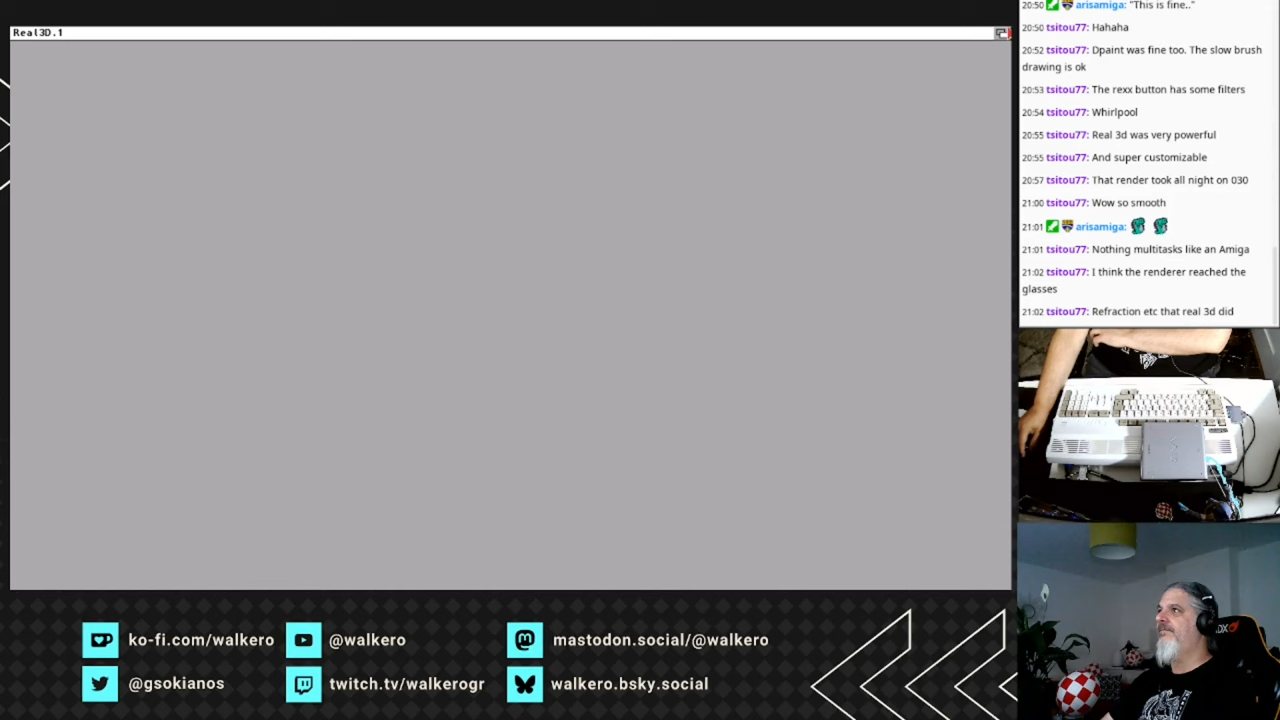 Real3D.1
20:50 arisamiga: "This is fine.."
20:50 tsitou77: Hahaha
20:52 tsitou77: Dpaint was fine too. The slow brush
drawing is ok
20:53 tsitou77: The rexx button has some filters
20:54 tsitou77: Whirlpool
20:55 tsitou77: Real 3d was very powerful
20:55 tsitou77: And super customizable
20:57 tsitou77: That render took all night on 030
21:00 tsitou77: Wow so smooth
21:01 arisamiga:
21:01 tsitou77: Nothing multitasks like an Amiga
21:02 tsitou77: I think the renderer reached the
glasses
21:02 tsitou77: Refraction etc that real 3d did
ko-fi.com/walkero
@walkero
mastodon.social/@walkero
@gsokianos
twitch.tv/walkerogr
walkero.bsky.social